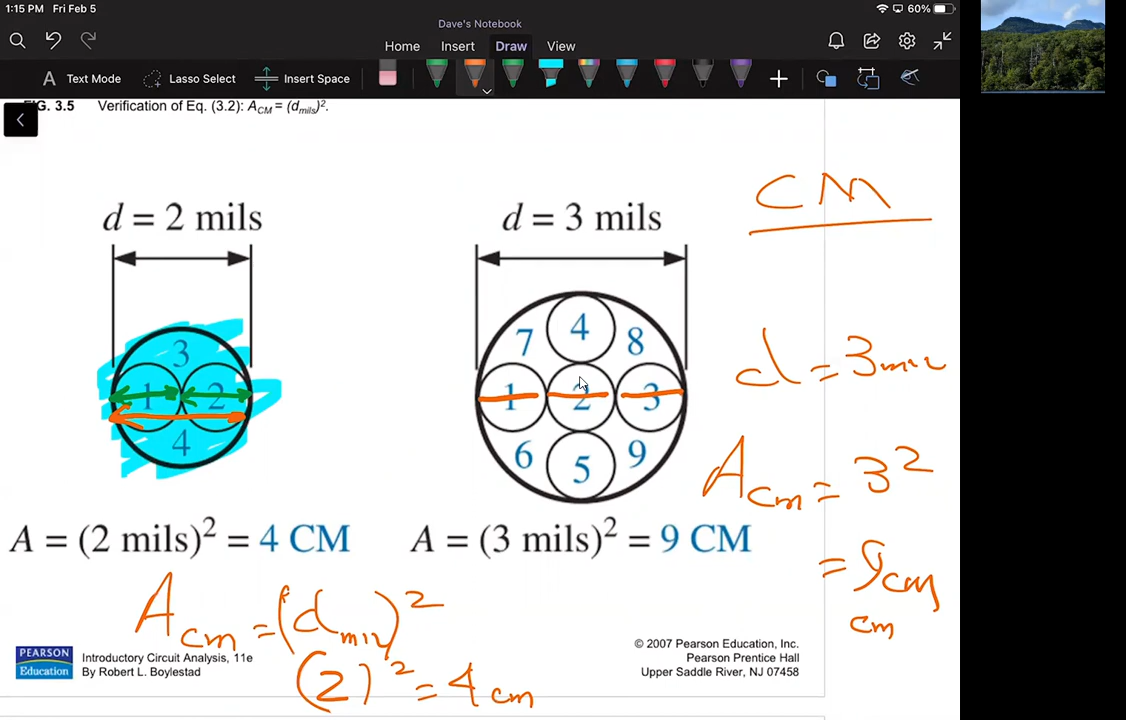 1:15 PM Fri Feb 5
60%
Dave's Notebook
Home Insert Draw View
Text Mode Lasso Select Insert Space
FIG. 3.5 Verification of Eq. (3.2): ACM = (dmils)².
CM
d = 2 mils
d = 3 mils
3
1 2
4
4
7 8
1 2 3
6 9
5
d = 3 mil
Acm = 3²
= 9 cm
cm
A = (2 mils)² = 4 CM
A = (3 mils)² = 9 CM
Acm = (dmil)²
(2)² = 4 cm
PEARSON
Education
Introductory Circuit Analysis, 11e
By Robert L. Boylestad
© 2007 Pearson Education, Inc.
Pearson Prentice Hall
Upper Saddle River, NJ 07458